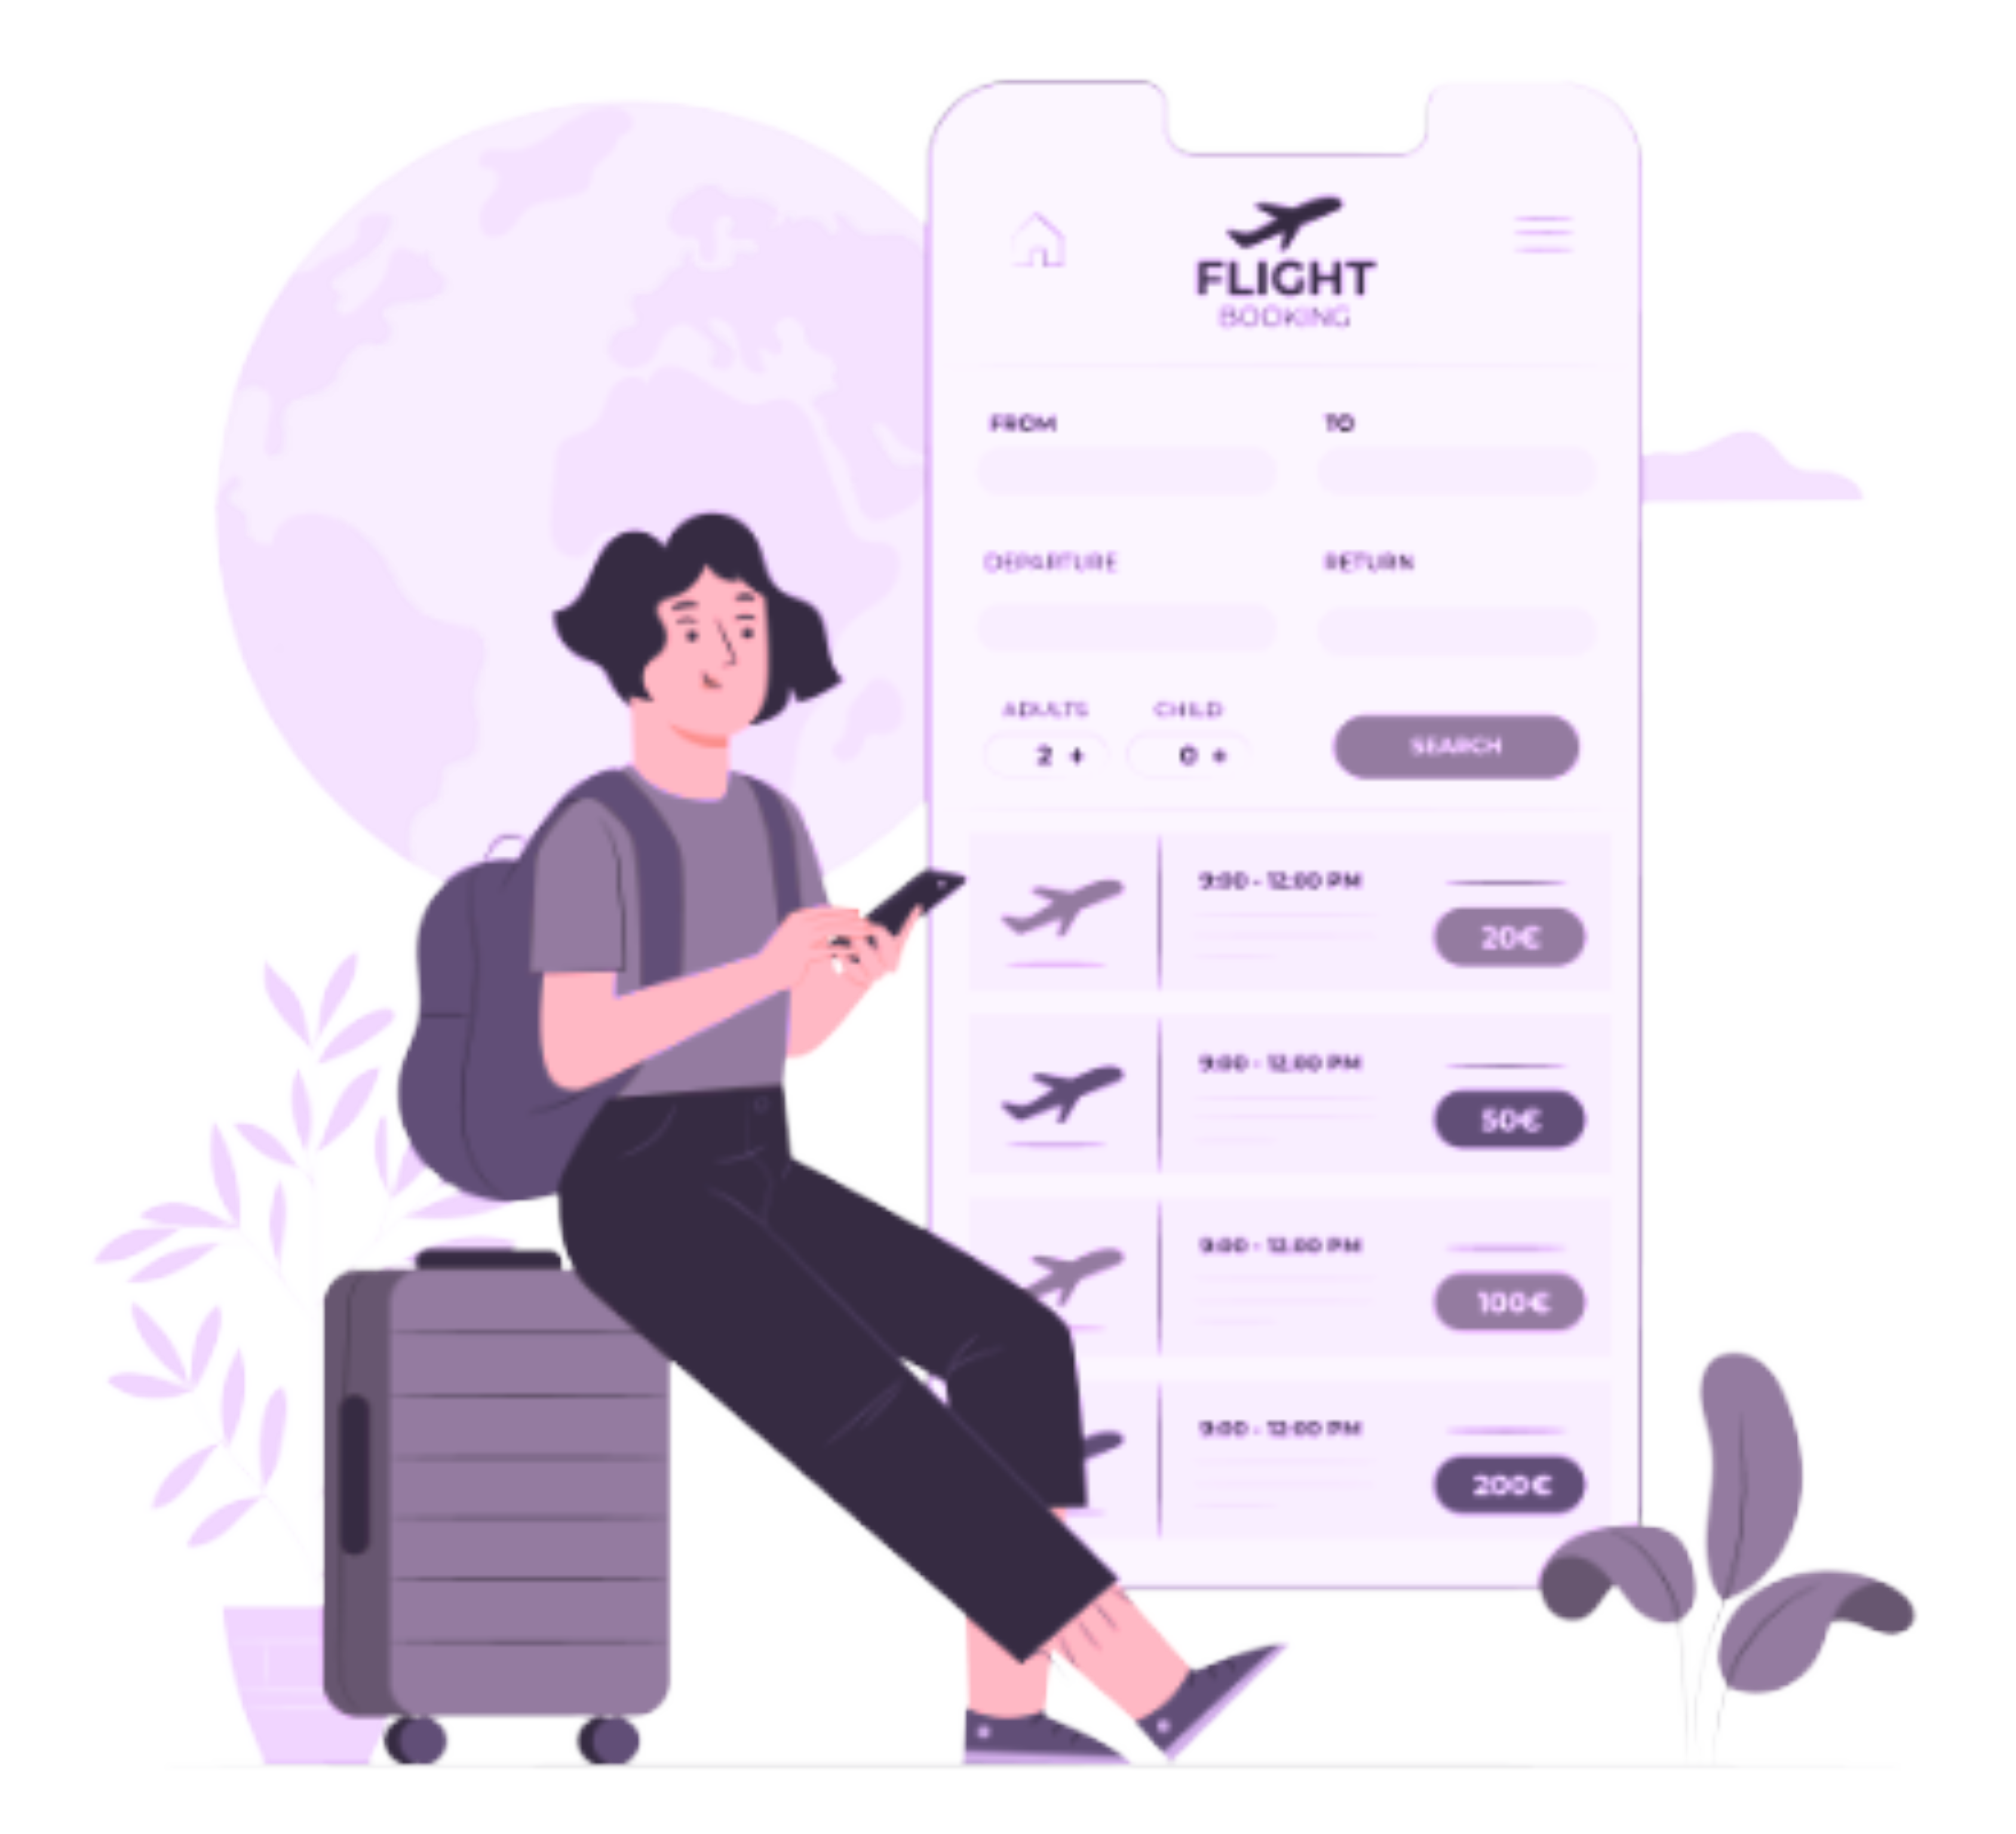 FLIGHT
BOOKING
FROM TO
DEPARTURE RETURN
ADULTS CHILD
2 + 0 + SEARCH
9:00 - 12:00 PM
20€
9:00 - 12:00 PM
50€
9:00 - 12:00 PM
100€
9:00 - 12:00 PM
200€